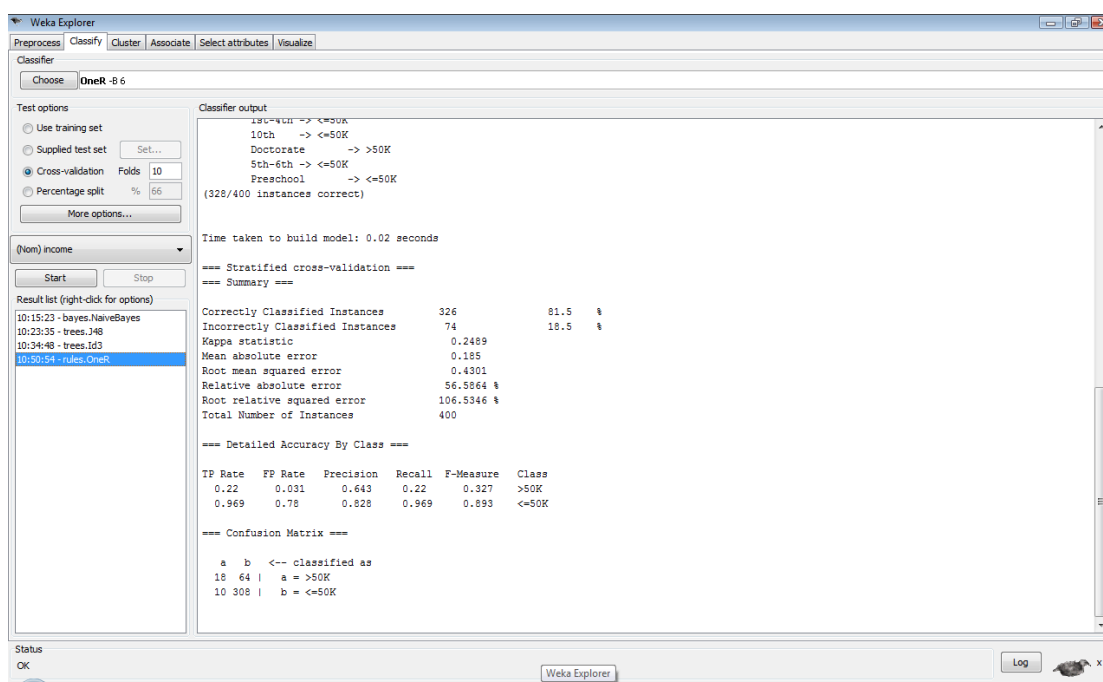 Weka Explorer
Preprocess Classify Cluster Associate Select attributes Visualize
Classifier
Choose OneR -B 6
Test options
Use training set
Supplied test set Set...
Cross-validation Folds 10
Percentage split % 66
More options...
(Nom) income
Start Stop
Result list (right-click for options)
10:15:23 - bayes.NaiveBayes
10:23:35 - trees.J48
10:34:48 - trees.Id3
10:50:54 - rules.OneR
Classifier output
1st-4th -> <=50K
10th -> <=50K
Doctorate -> >50K
5th-6th -> <=50K
Preschool -> <=50K
(328/400 instances correct)
Time taken to build model: 0.02 seconds
=== Stratified cross-validation ===
=== Summary ===
Correctly Classified Instances 326 81.5 %
Incorrectly Classified Instances 74 18.5 %
Kappa statistic 0.2489
Mean absolute error 0.185
Root mean squared error 0.4301
Relative absolute error 56.5864 %
Root relative squared error 106.5346 %
Total Number of Instances 400
=== Detailed Accuracy By Class ===
TP Rate FP Rate Precision Recall F-Measure Class
0.22 0.031 0.643 0.22 0.327 >50K
0.969 0.78 0.828 0.969 0.893 <=50K
=== Confusion Matrix ===
a b <-- classified as
18 64 | a = >50K
10 308 | b = <=50K
Status
OK
Log
x
Weka Explorer